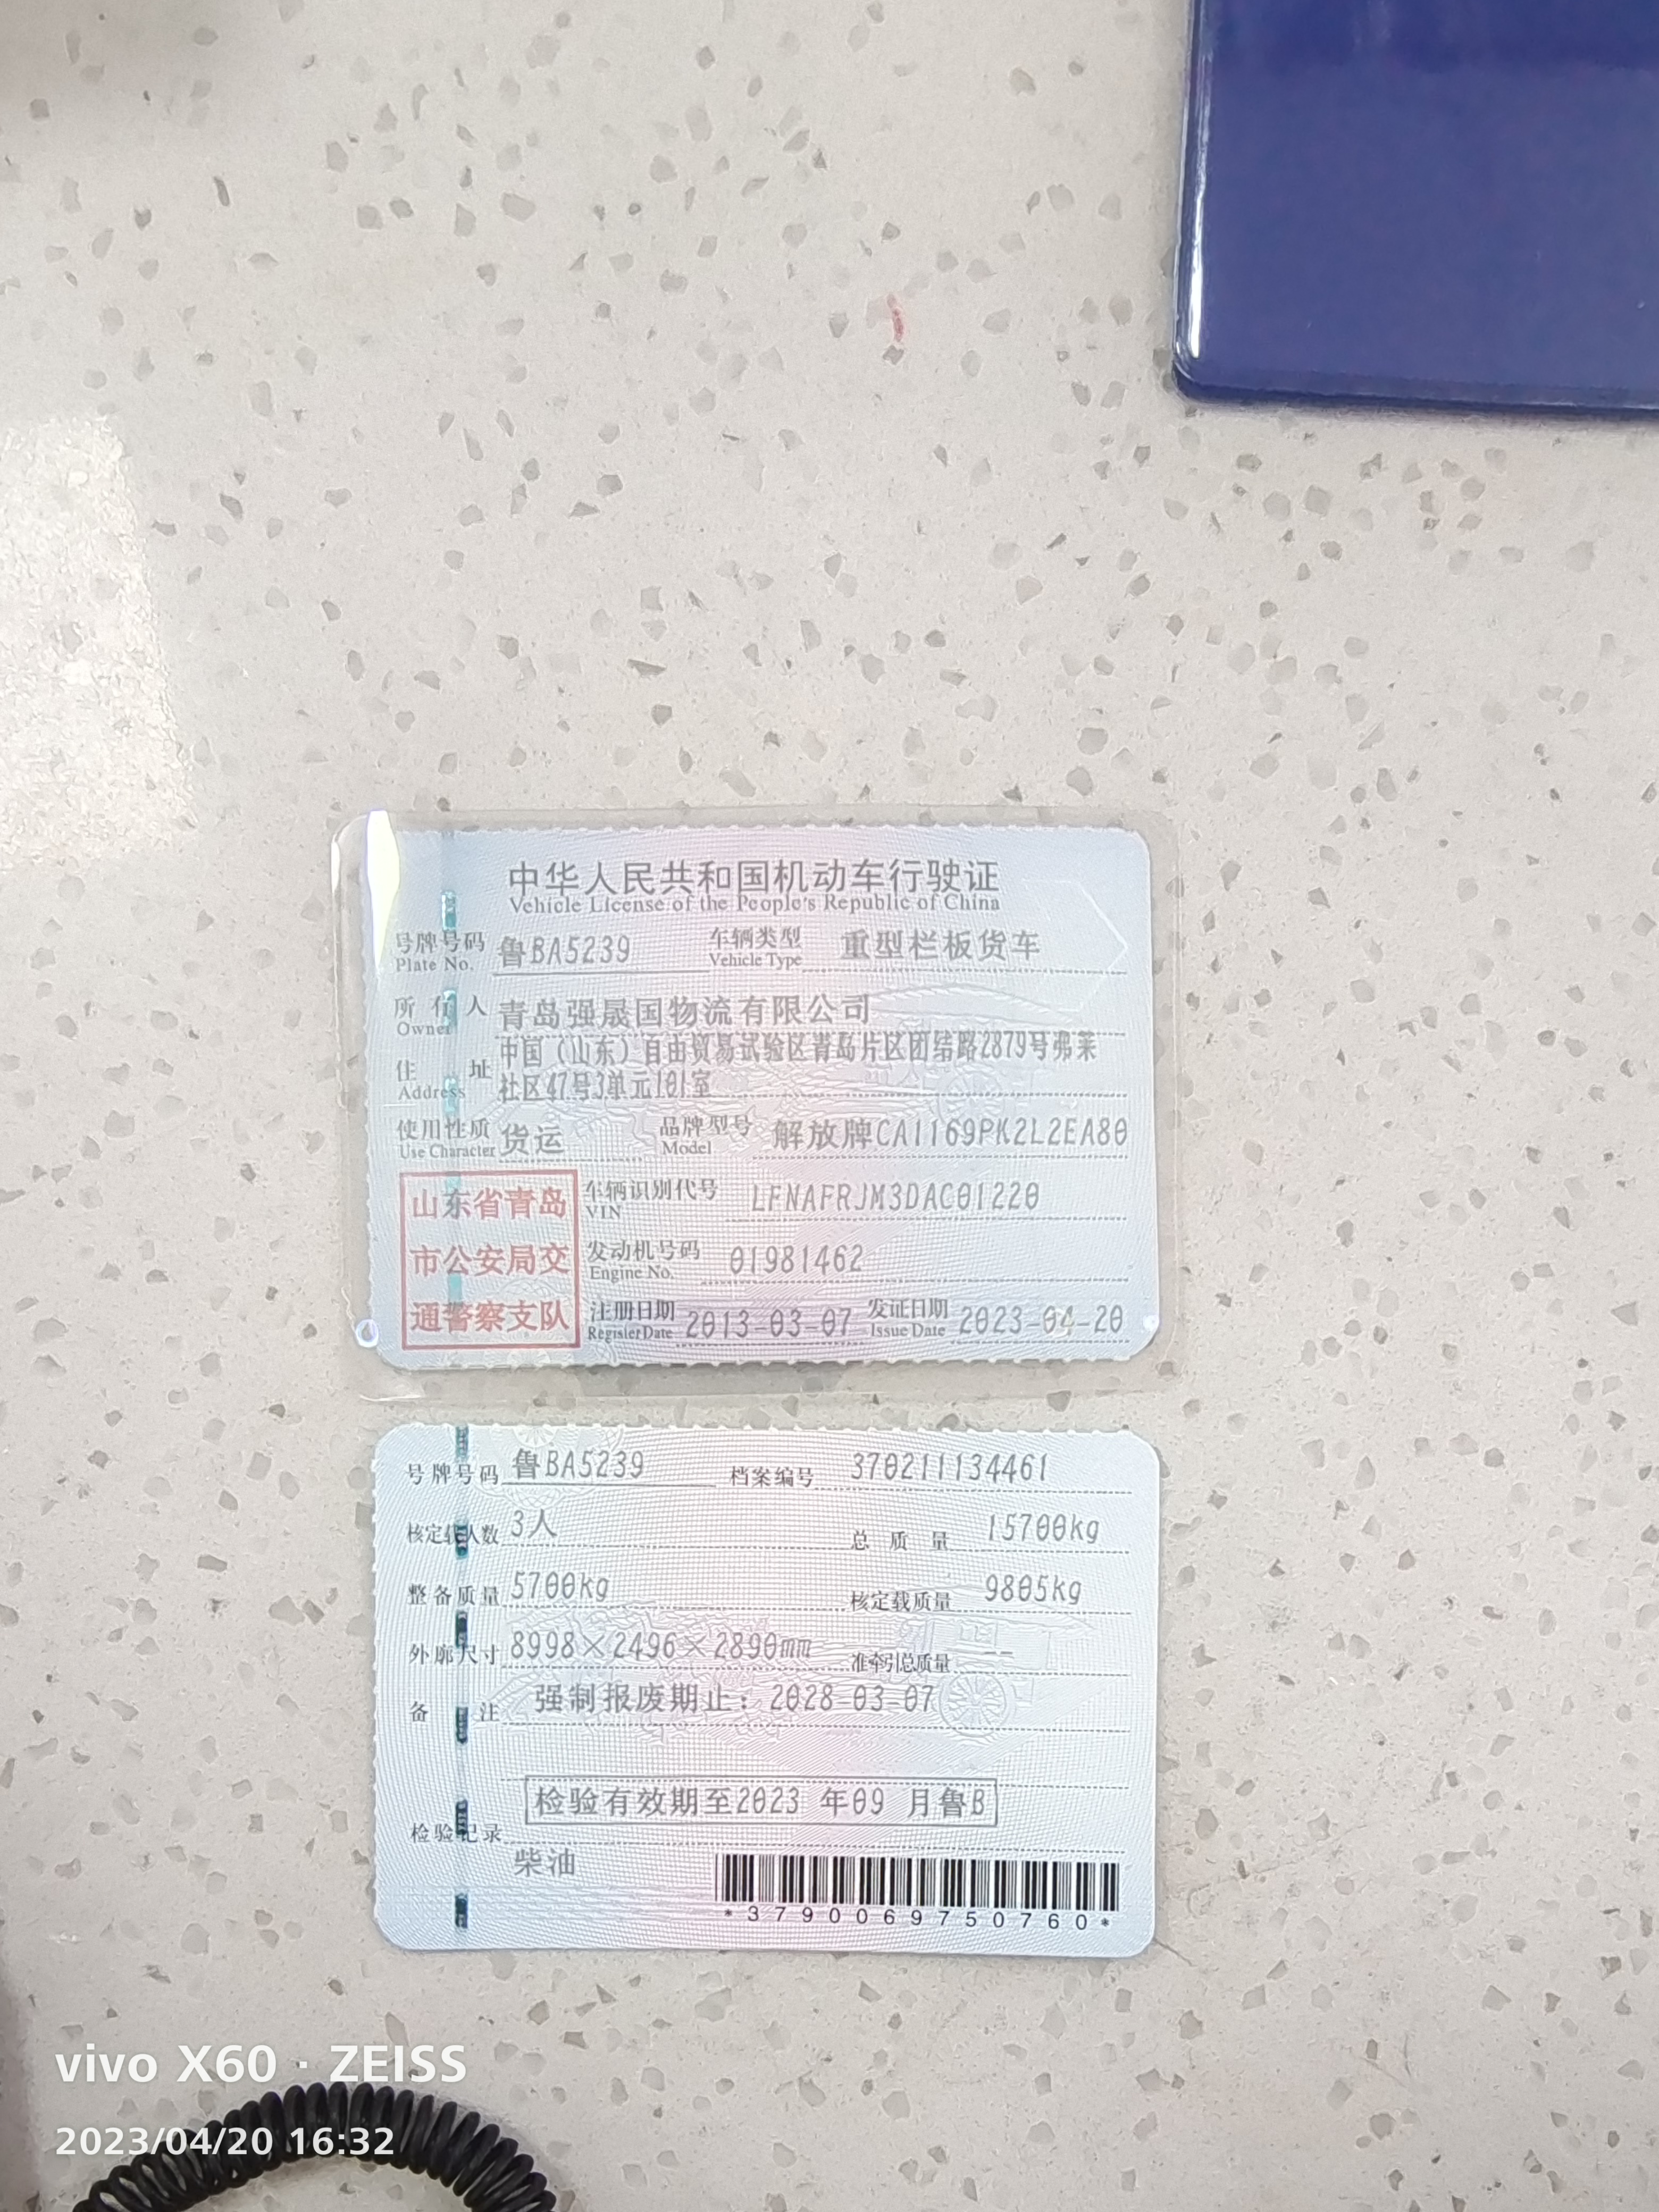 中华人民共和国机动车行驶证
Vehicle License of the People's Republic of China
号牌号码 鲁BA5239 车辆类型 重型栏板货车
Plate No. Vehicle Type
所有人 青岛强晟国物流有限公司
Owner
住址 中国（山东）自由贸易试验区青岛片区团结路2879号弗莱
Address 社区47号3单元101室
使用性质 货运 品牌型号 解放牌CA1169PK2L2EA80
Use Character Model
山东省青岛
市公安局交
通警察支队
车辆识别代号 LFNAFRJM3DAC01220
VIN
发动机号码 01981462
Engine No.
注册日期 2013-03-07 发证日期 2023-04-20
Register Date Issue Date
号牌号码 鲁BA5239 档案编号 370211134461
核定载人数 3人 总质量 15700kg
整备质量 5700kg 核定载质量 9805kg
外廓尺寸 8998×2496×2890mm 准牵引总质量 --
备注 强制报废期止：2028-03-07
检验有效期至2023 年09 月鲁B
检验记录
柴油
*3790069750760*
vivo X60 · ZEISS
2023/04/20 16:32